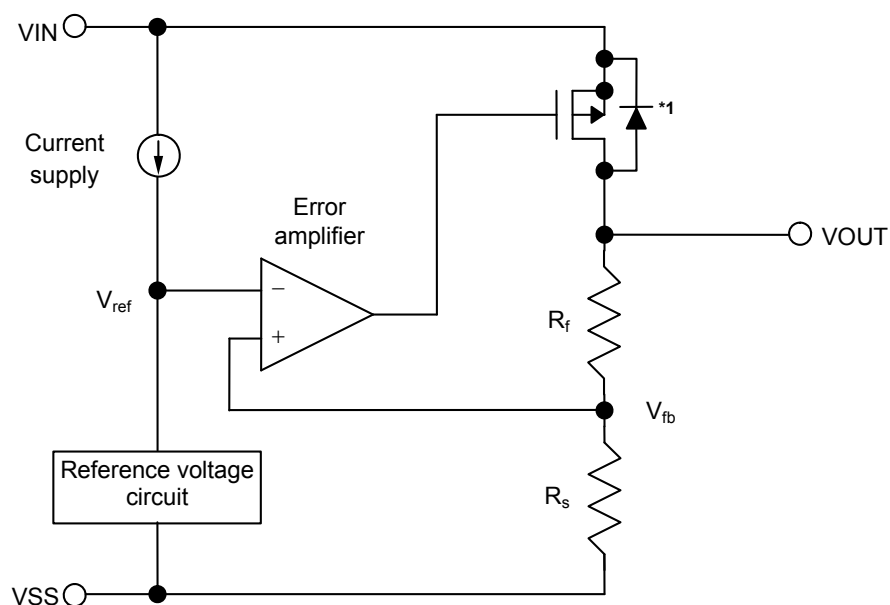 VIN
*1
Current
supply
Error
amplifier
VOUT
Vref
−
+
Rf
Vfb
Reference voltage
circuit
Rs
VSS